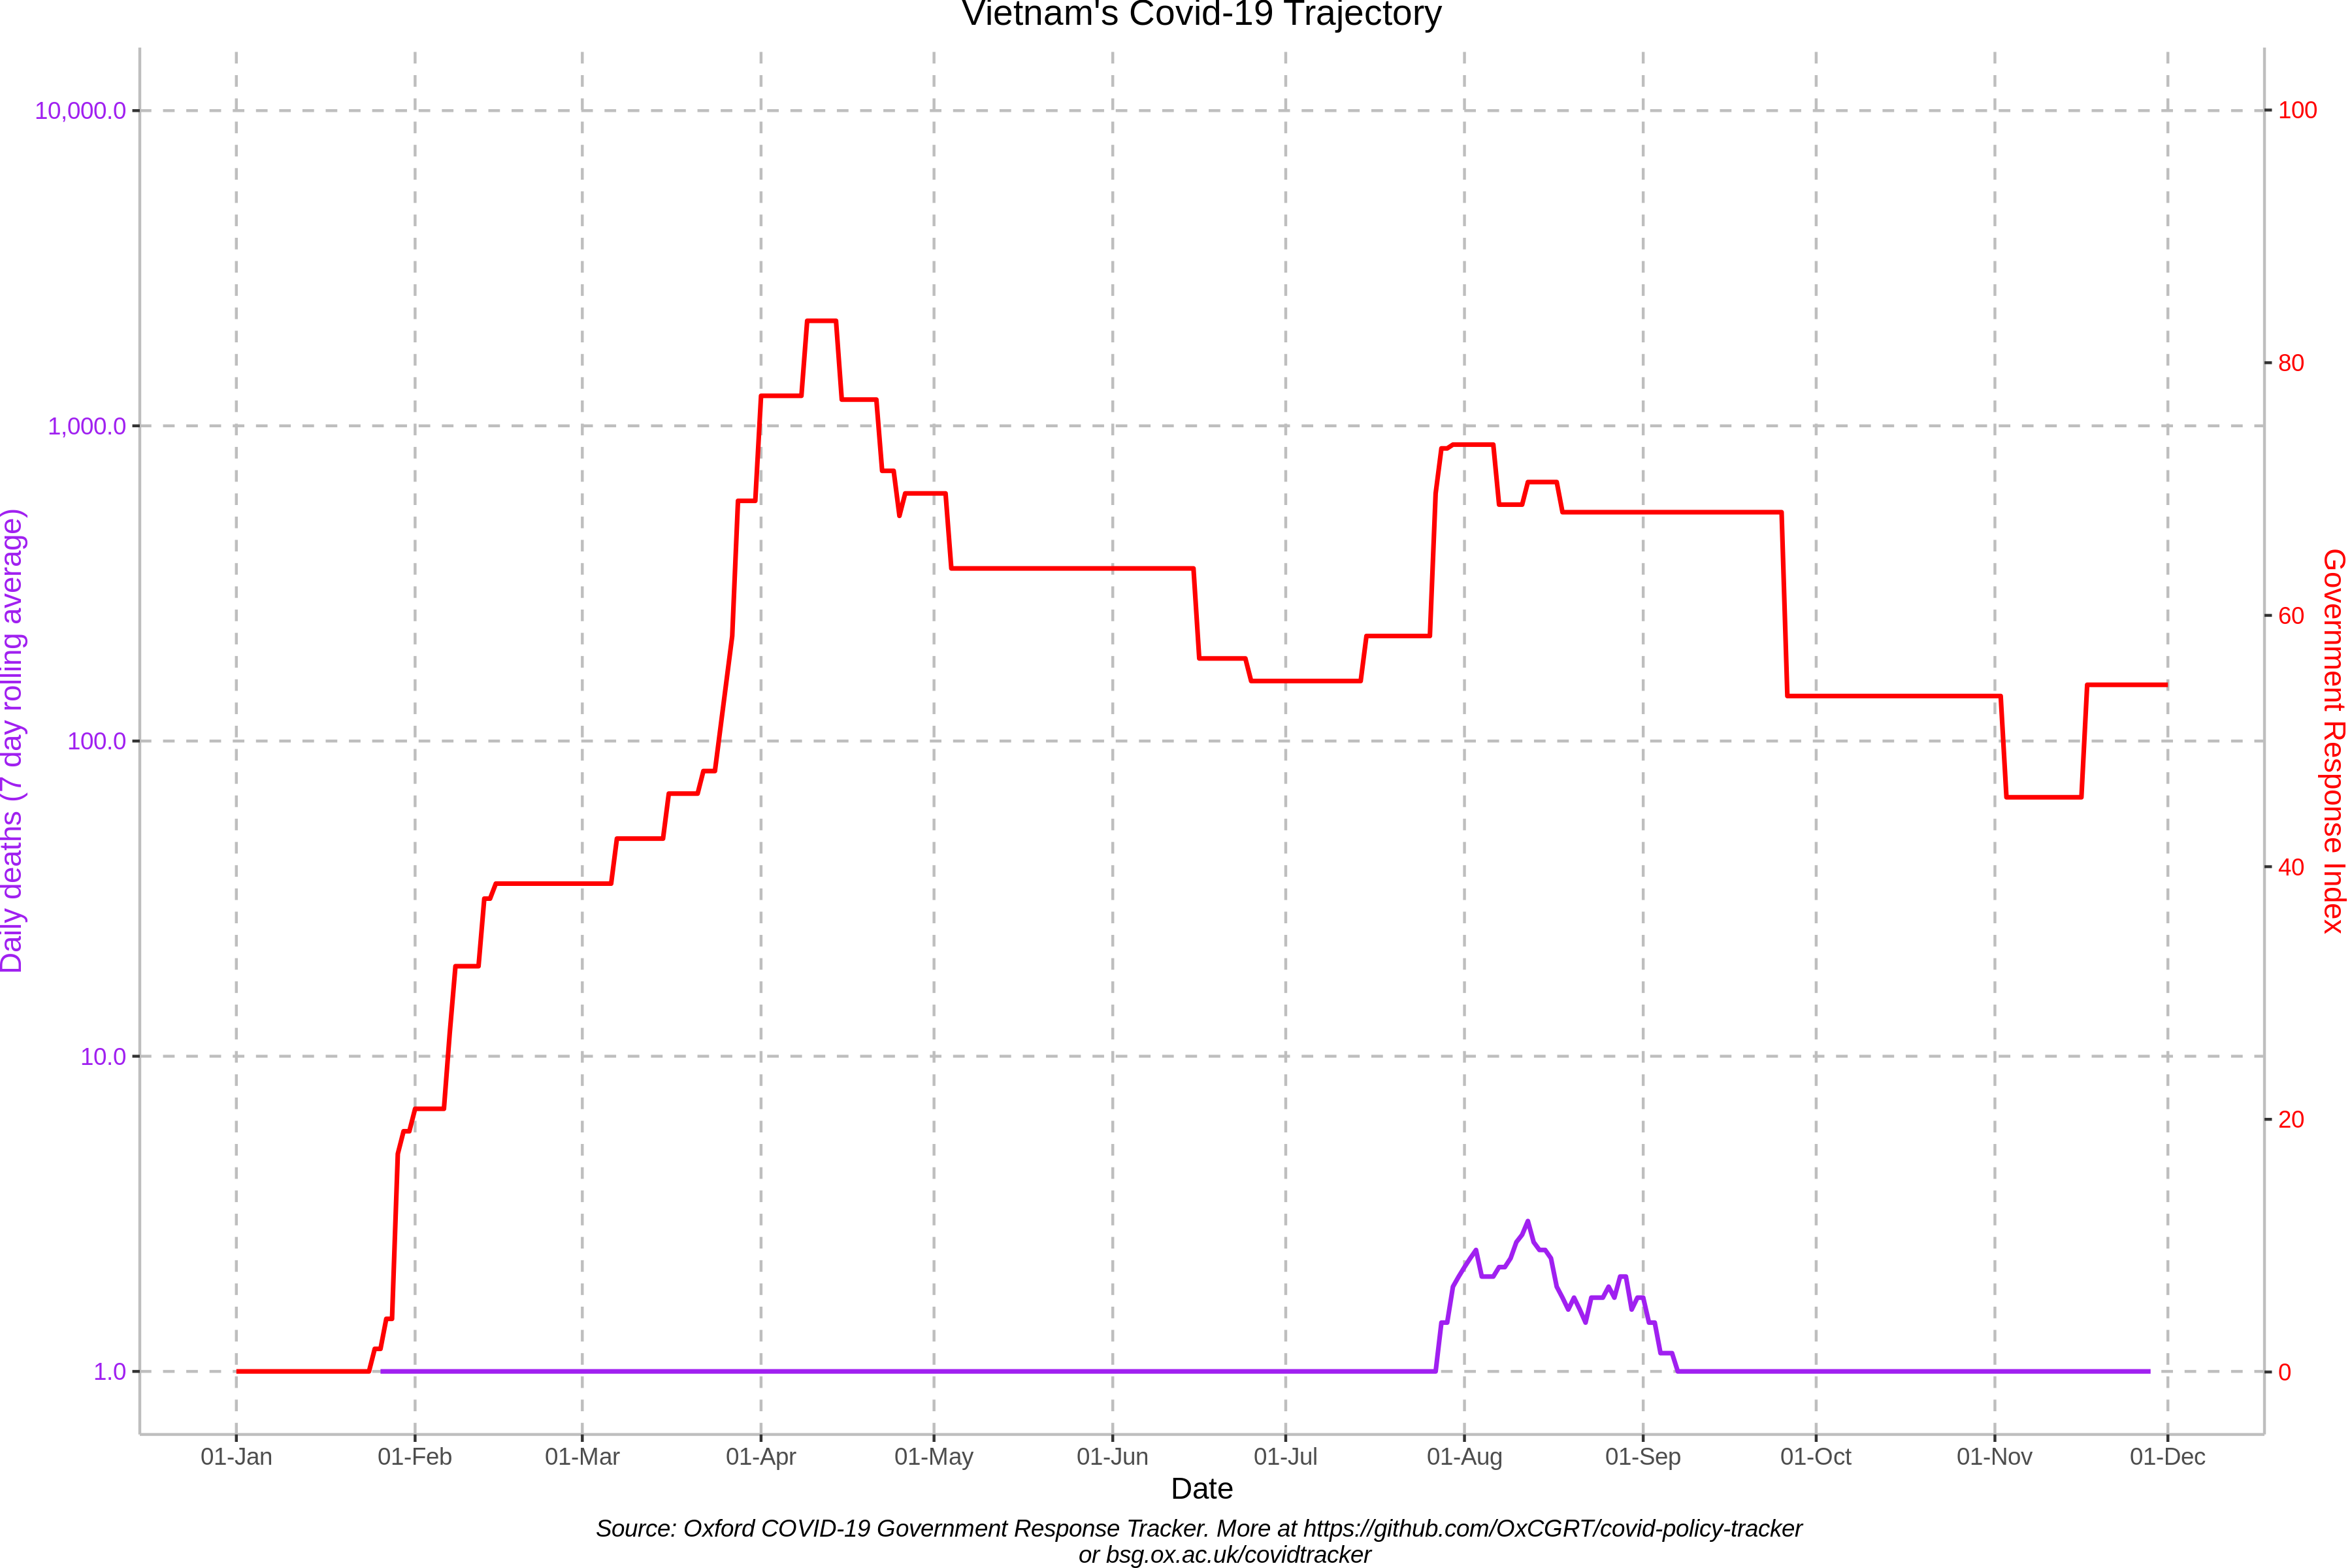 Vietnam's Covid-19 Trajectory
10,000.0
1,000.0
100.0
10.0
1.0
Daily deaths (7 day rolling average)
100
80
60
40
20
0
Government Response Index
01-Jan 01-Feb 01-Mar 01-Apr 01-May 01-Jun 01-Jul 01-Aug 01-Sep 01-Oct 01-Nov 01-Dec
Date
Source: Oxford COVID-19 Government Response Tracker. More at https://github.com/OxCGRT/covid-policy-tracker
or bsg.ox.ac.uk/covidtracker